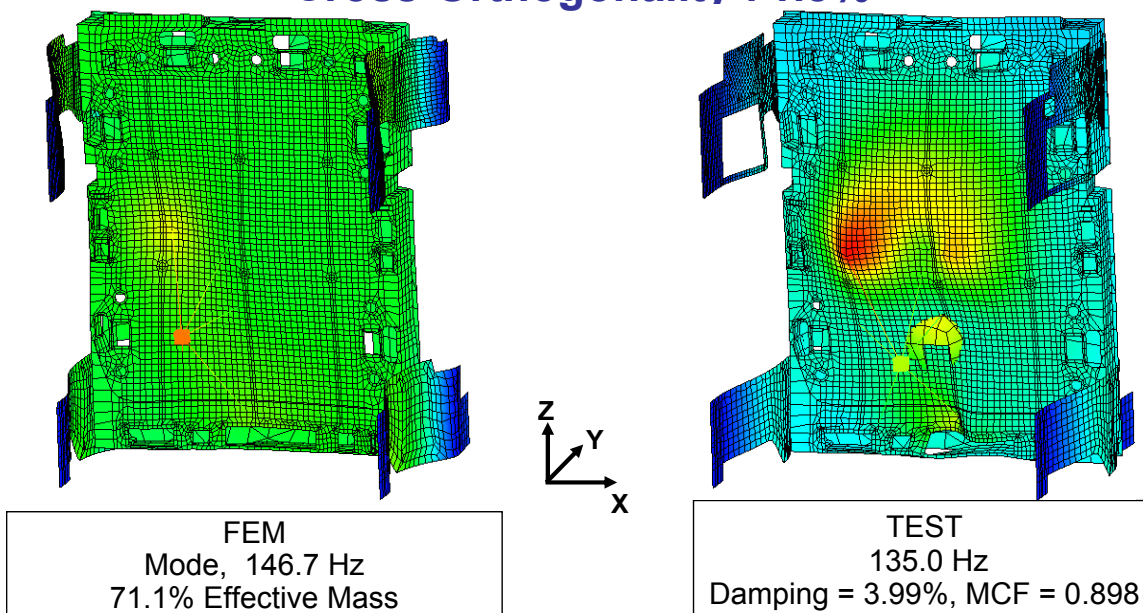 Z
Y
X
FEM
Mode, 146.7 Hz
71.1% Effective Mass
TEST
135.0 Hz
Damping = 3.99%, MCF = 0.898